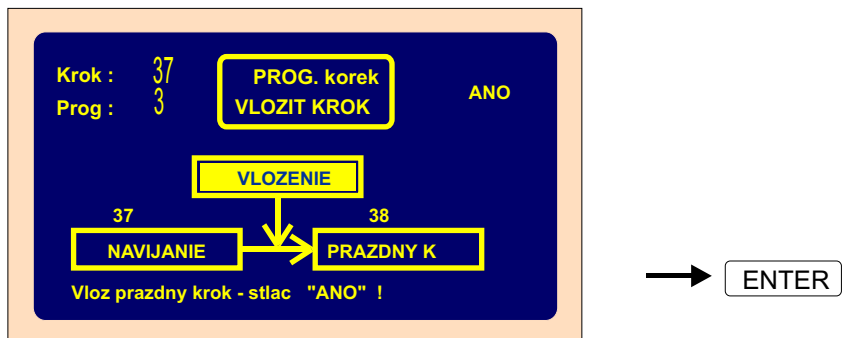 Krok : 37
Prog : 3
PROG. korek
VLOZIT KROK
ANO
VLOZENIE
37
38
NAVIJANIE
PRAZDNY K
Vloz prazdny krok - stlac "ANO" !
ENTER